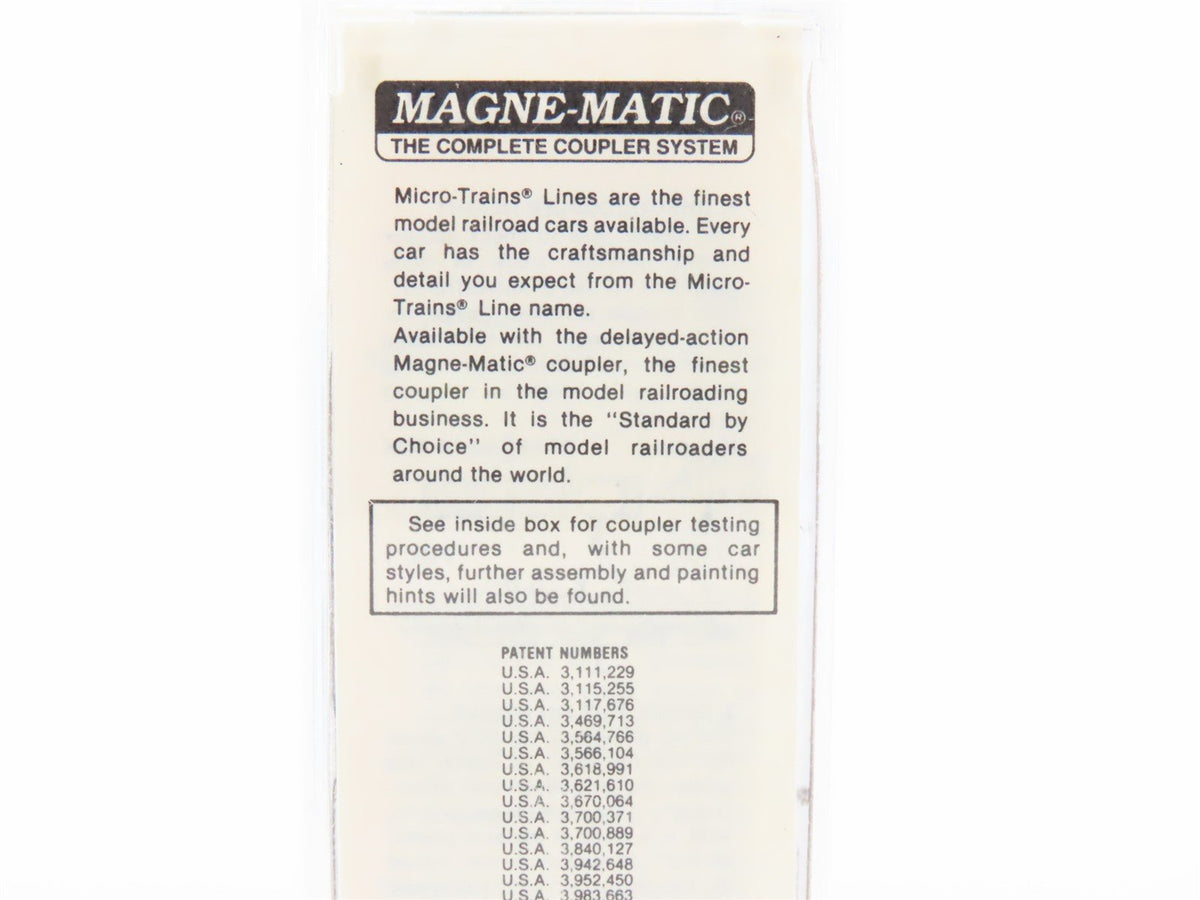 MAGNE-MATIC®
THE COMPLETE COUPLER SYSTEM
Micro-Trains® Lines are the finest
model railroad cars available. Every
car has the craftsmanship and
detail you expect from the Micro-
Trains® Line name.
Available with the delayed-action
Magne-Matic® coupler, the finest
coupler in the model railroading
business. It is the "Standard by
Choice" of model railroaders
around the world.
See inside box for coupler testing
procedures and, with some car
styles, further assembly and painting
hints will also be found.
PATENT NUMBERS
U.S.A. 3,111,229
U.S.A. 3,115,255
U.S.A. 3,117,676
U.S.A. 3,469,713
U.S.A. 3,564,766
U.S.A. 3,566,104
U.S.A. 3,618,991
U.S.A. 3,621,610
U.S.A. 3,670,064
U.S.A. 3,700,371
U.S.A. 3,700,889
U.S.A. 3,840,127
U.S.A. 3,942,648
U.S.A. 3,952,450
U.S.A. 3,983,663